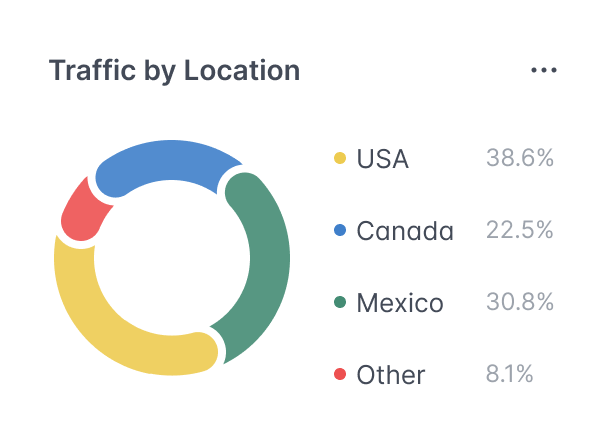 Traffic by Location
USA 38.6%
Canada 22.5%
Mexico 30.8%
Other 8.1%